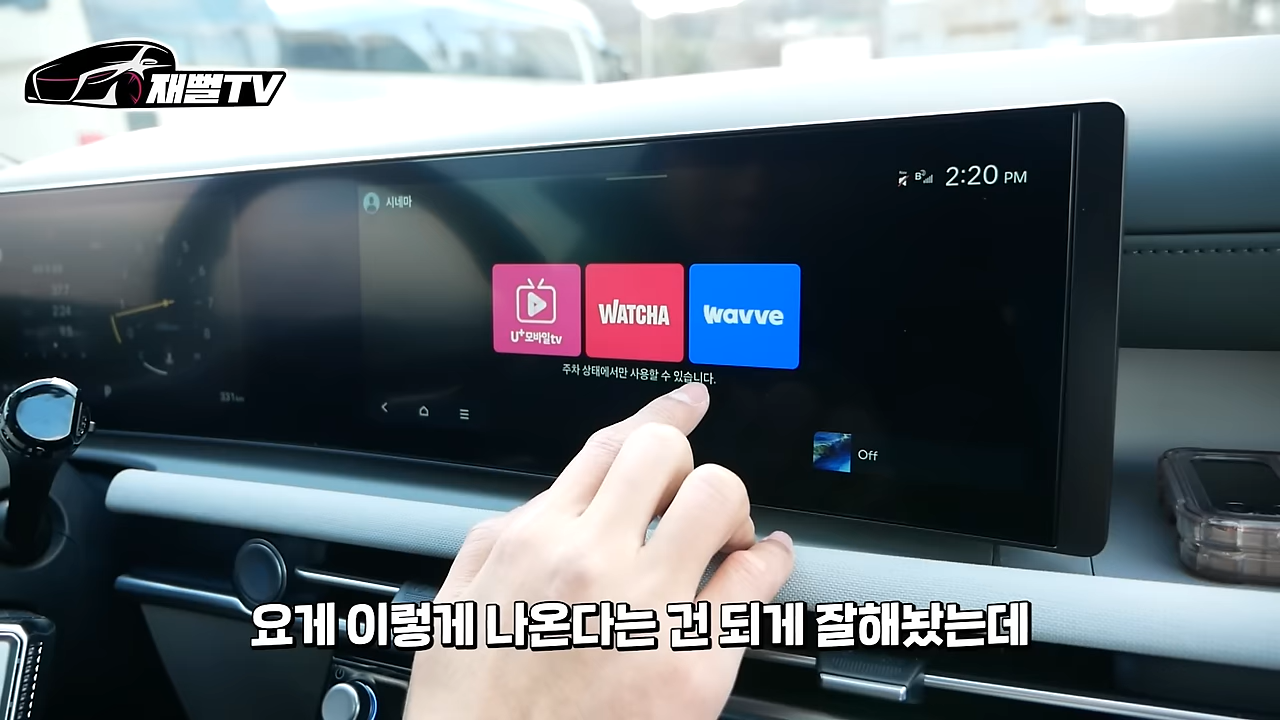 재뻘TV
시네마
2:20 PM
U+모바일tv
WATCHA
wavve
주차 상태에서만 사용할 수 있습니다.
331km
Off
요게 이렇게 나온다는 건 되게 잘해놨는데